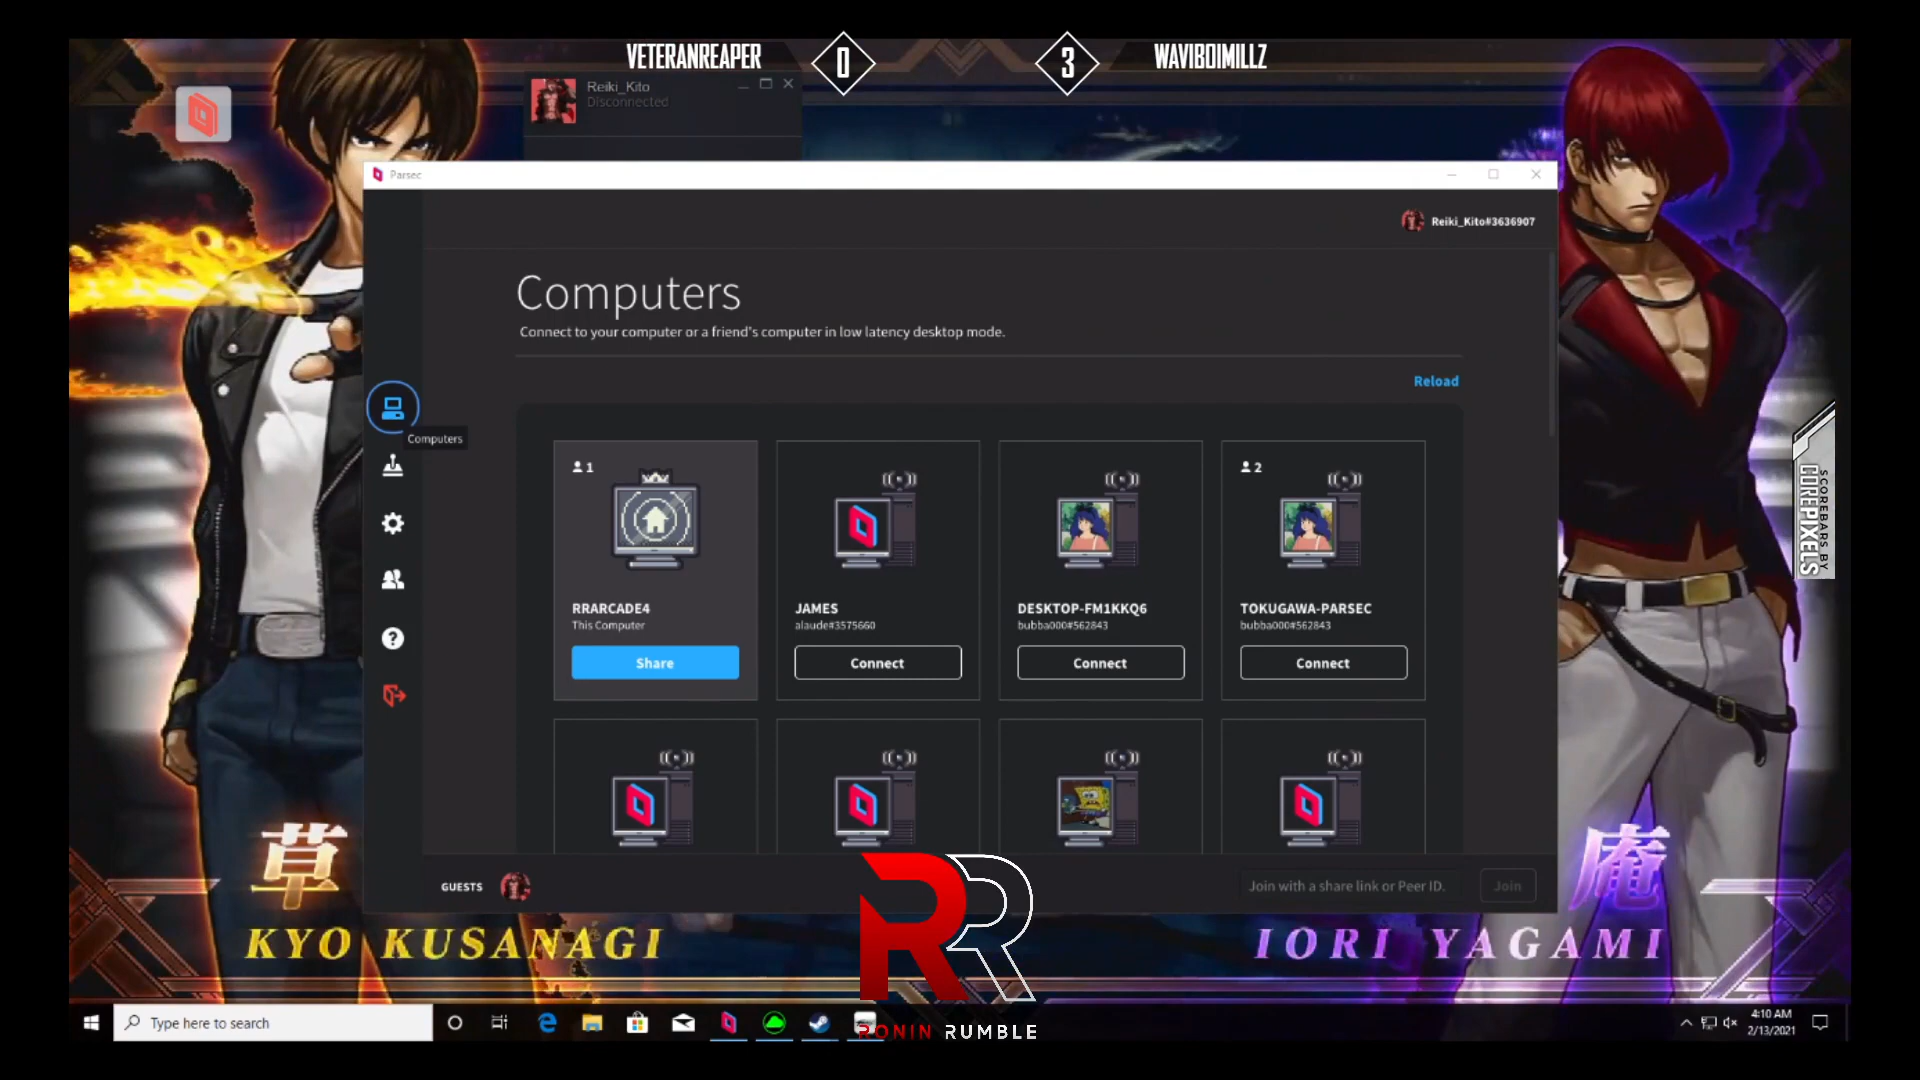 VETERANREAPER
0
3
WAVIBOIMILLZ
Reiki_Kito
Disconnected
Parsec
Reiki_Kito#3636907
Computers
Connect to your computer or a friend's computer in low latency desktop mode.
Reload
Computers
1
2
RRARCADE4
This Computer
Share
JAMES
alaude#3575660
Connect
DESKTOP-FM1KKQ6
bubba000#562843
Connect
TOKUGAWA-PARSEC
bubba000#562843
Connect
SCOREBARS BY
COREPIXELS
GUESTS
Join with a share link or Peer ID.
Join
草
庵
KYO KUSANAGI
IORI YAGAMI
RR
RONIN RUMBLE
Type here to search
4:10 AM
2/13/2021